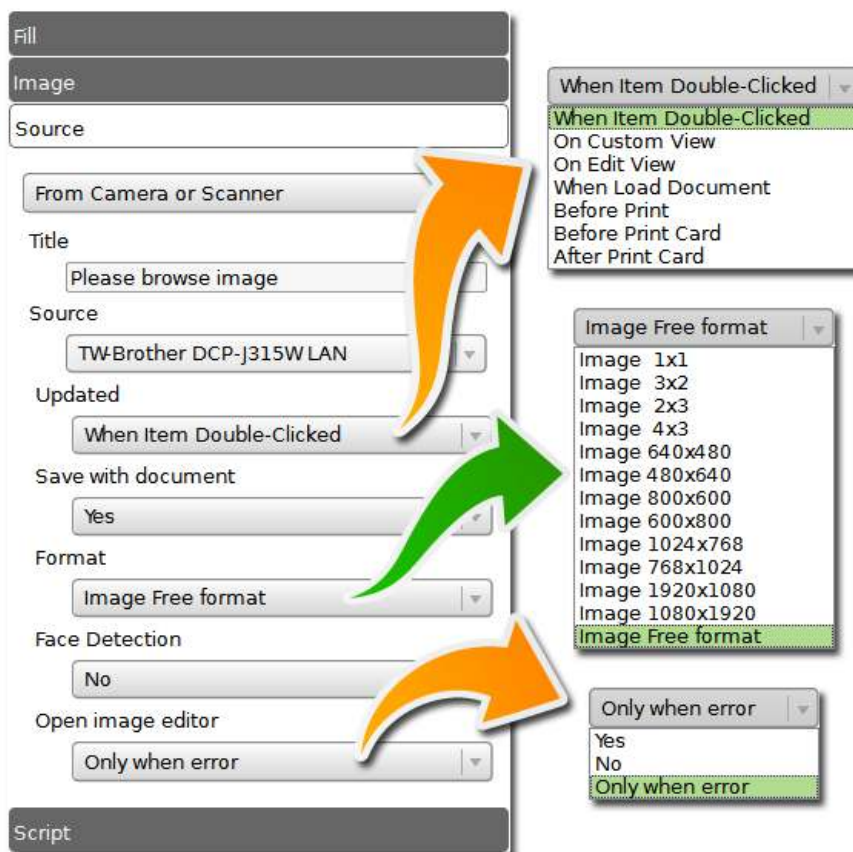 Fill
Image
Source
From Camera or Scanner
Title
Please browse image
Source
TW-Brother DCP-J315W LAN
Updated
When Item Double-Clicked
Save with document
Yes
Format
Image Free format
Face Detection
No
Open image editor
Only when error
Script
When Item Double-Clicked
When Item Double-Clicked
On Custom View
On Edit View
When Load Document
Before Print
Before Print Card
After Print Card
Image Free format
Image 1x1
Image 3x2
Image 2x3
Image 4x3
Image 640x480
Image 480x640
Image 800x600
Image 600x800
Image 1024x768
Image 768x1024
Image 1920x1080
Image 1080x1920
Image Free format
Only when error
Yes
No
Only when error